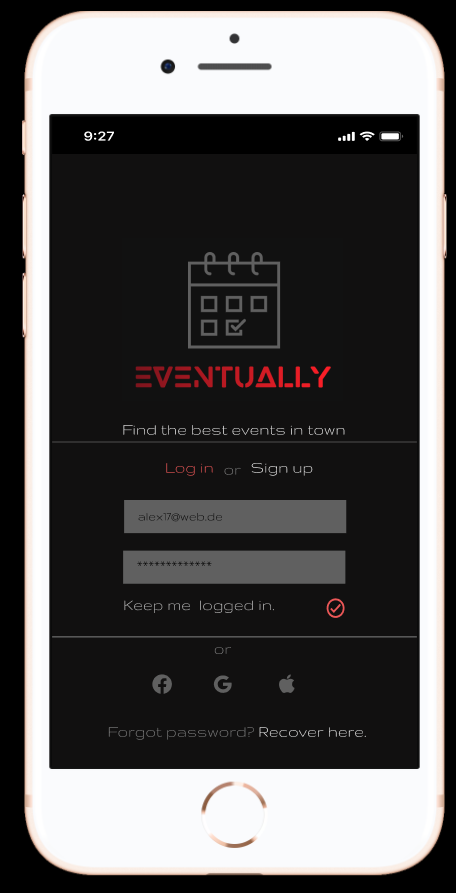 9:27
EVENTUALLY
Find the best events in town
Log in or Sign up
alex17@web.de
*************
Keep me logged in.
or
Forgot password? Recover here.